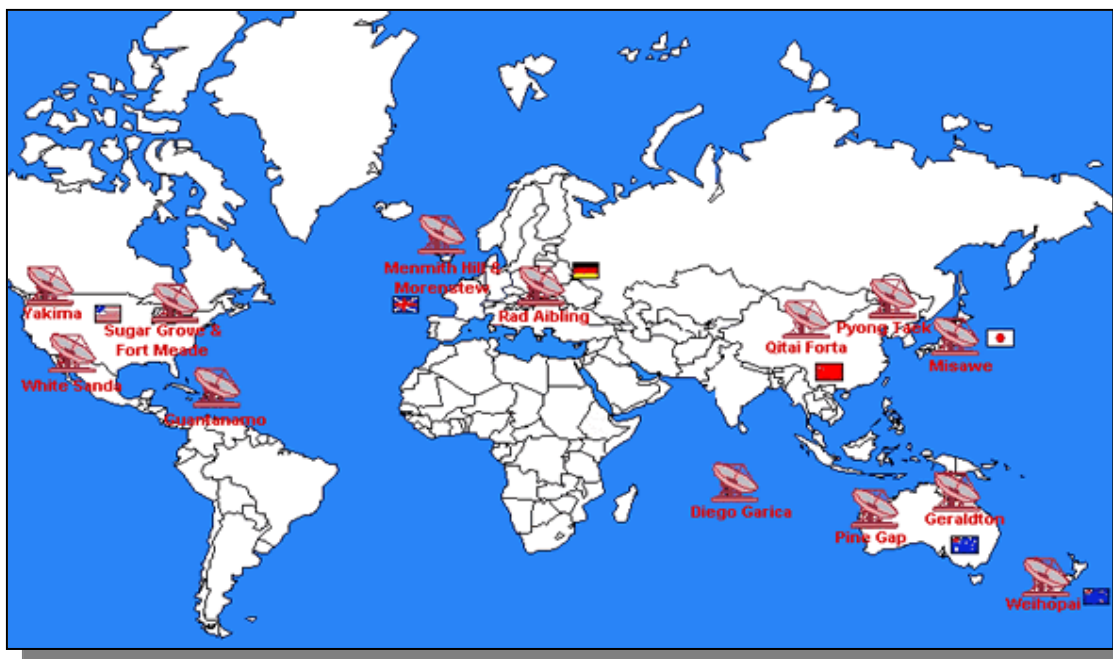 Menmith Hill &
Morenstew
Yakima
Sugar Grove &
Fort Meade
Rad Aibling
Pyong Taek
Qitai Forta
Misawe
White Sanda
Guantanamo
Diego Garica
Geraldton
Pine Gap
Weihopai